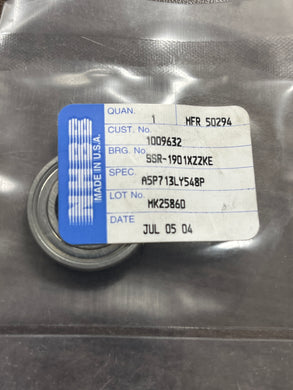 NHBB
MADE IN U.S.A.
QUAN. 1 MFR 50294
CUST. No. 1009632
BRG. No. SSR-1901XZZKE
SPEC. A5P713LY548P
LOT No MK25860
DATE JUL 05 04